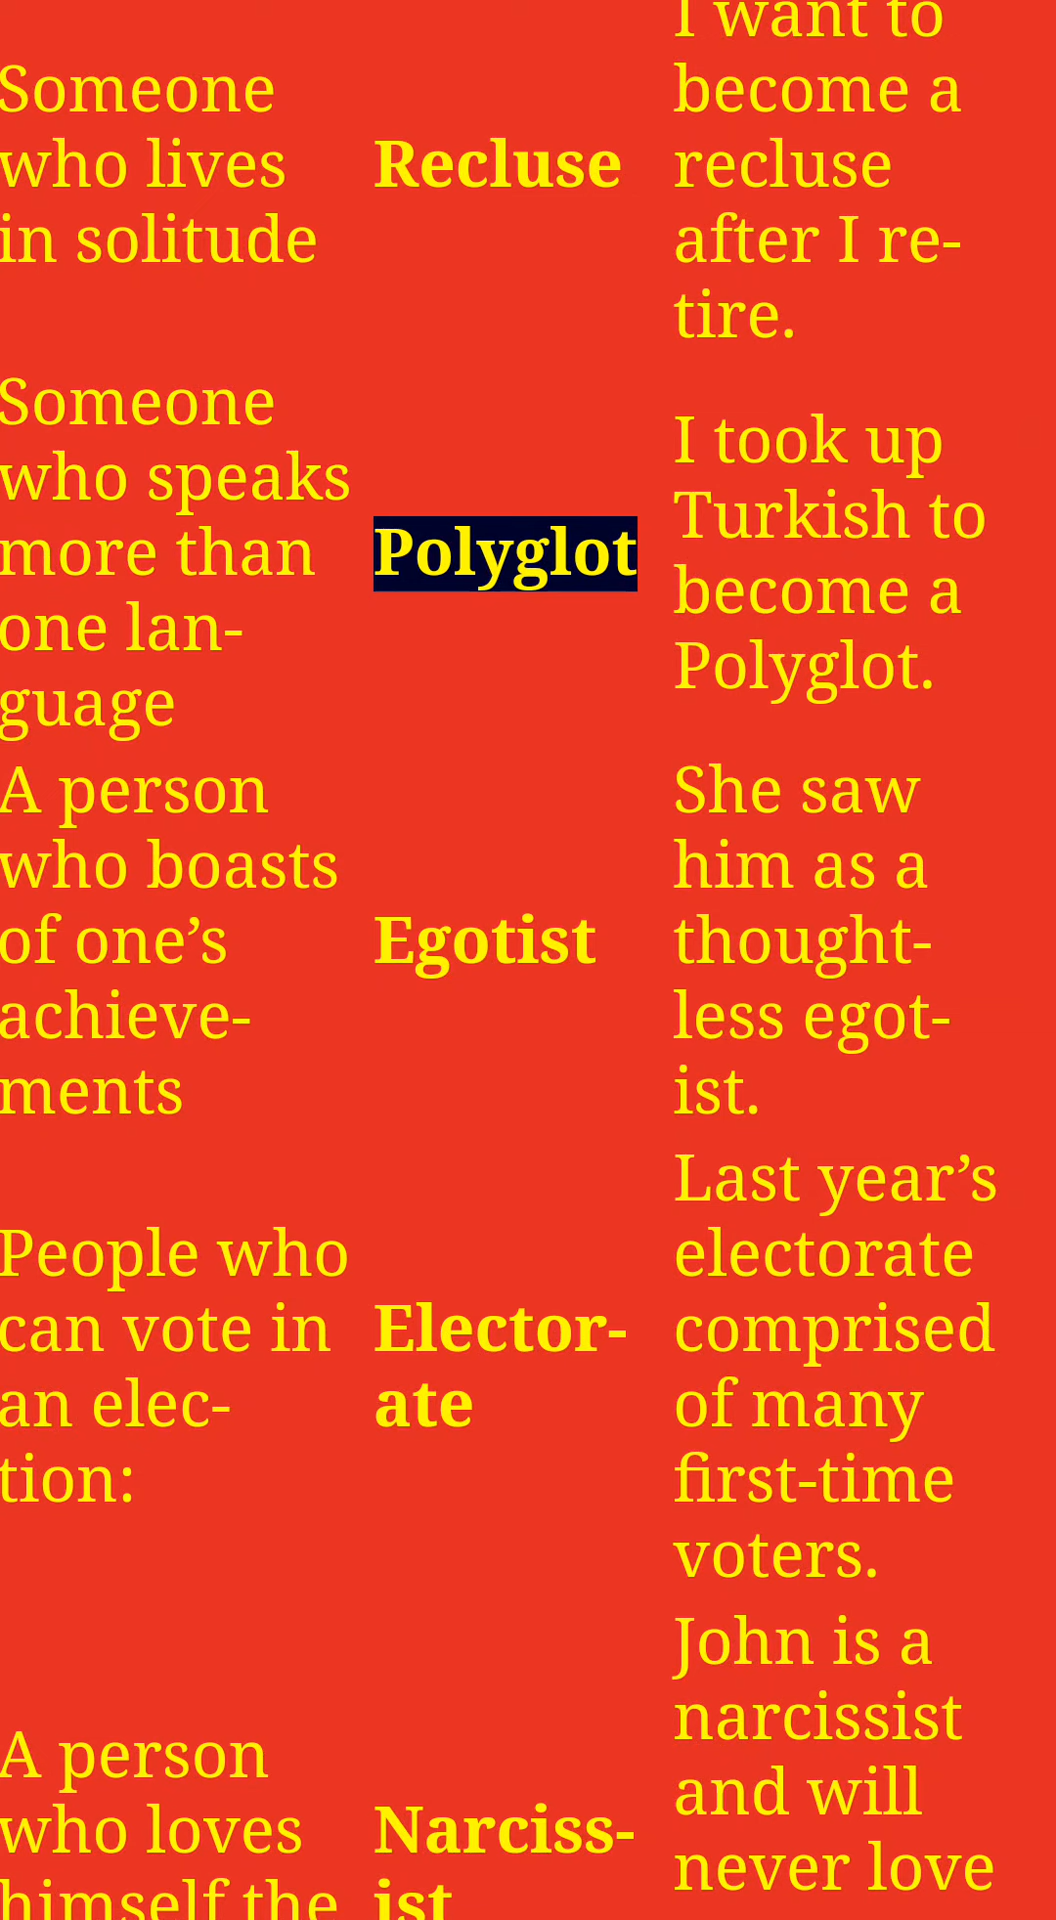 Someone
who lives
in solitude
Recluse
I want to
become a
recluse
after I re-
tire.
Someone
who speaks
more than
one lan-
guage
Polyglot
I took up
Turkish to
become a
Polyglot.
A person
who boasts
of one’s
achieve-
ments
Egotist
She saw
him as a
thought-
less egot-
ist.
People who
can vote in
an elec-
tion:
Elector-
ate
Last year’s
electorate
comprised
of many
first-time
voters.
A person
who loves
himself the
Narciss-
ist
John is a
narcissist
and will
never love